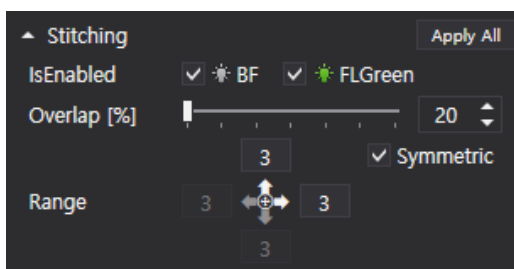 Stitching Apply All
IsEnabled BF FLGreen
Overlap [%] 20
3 Symmetric
Range 3 3
3